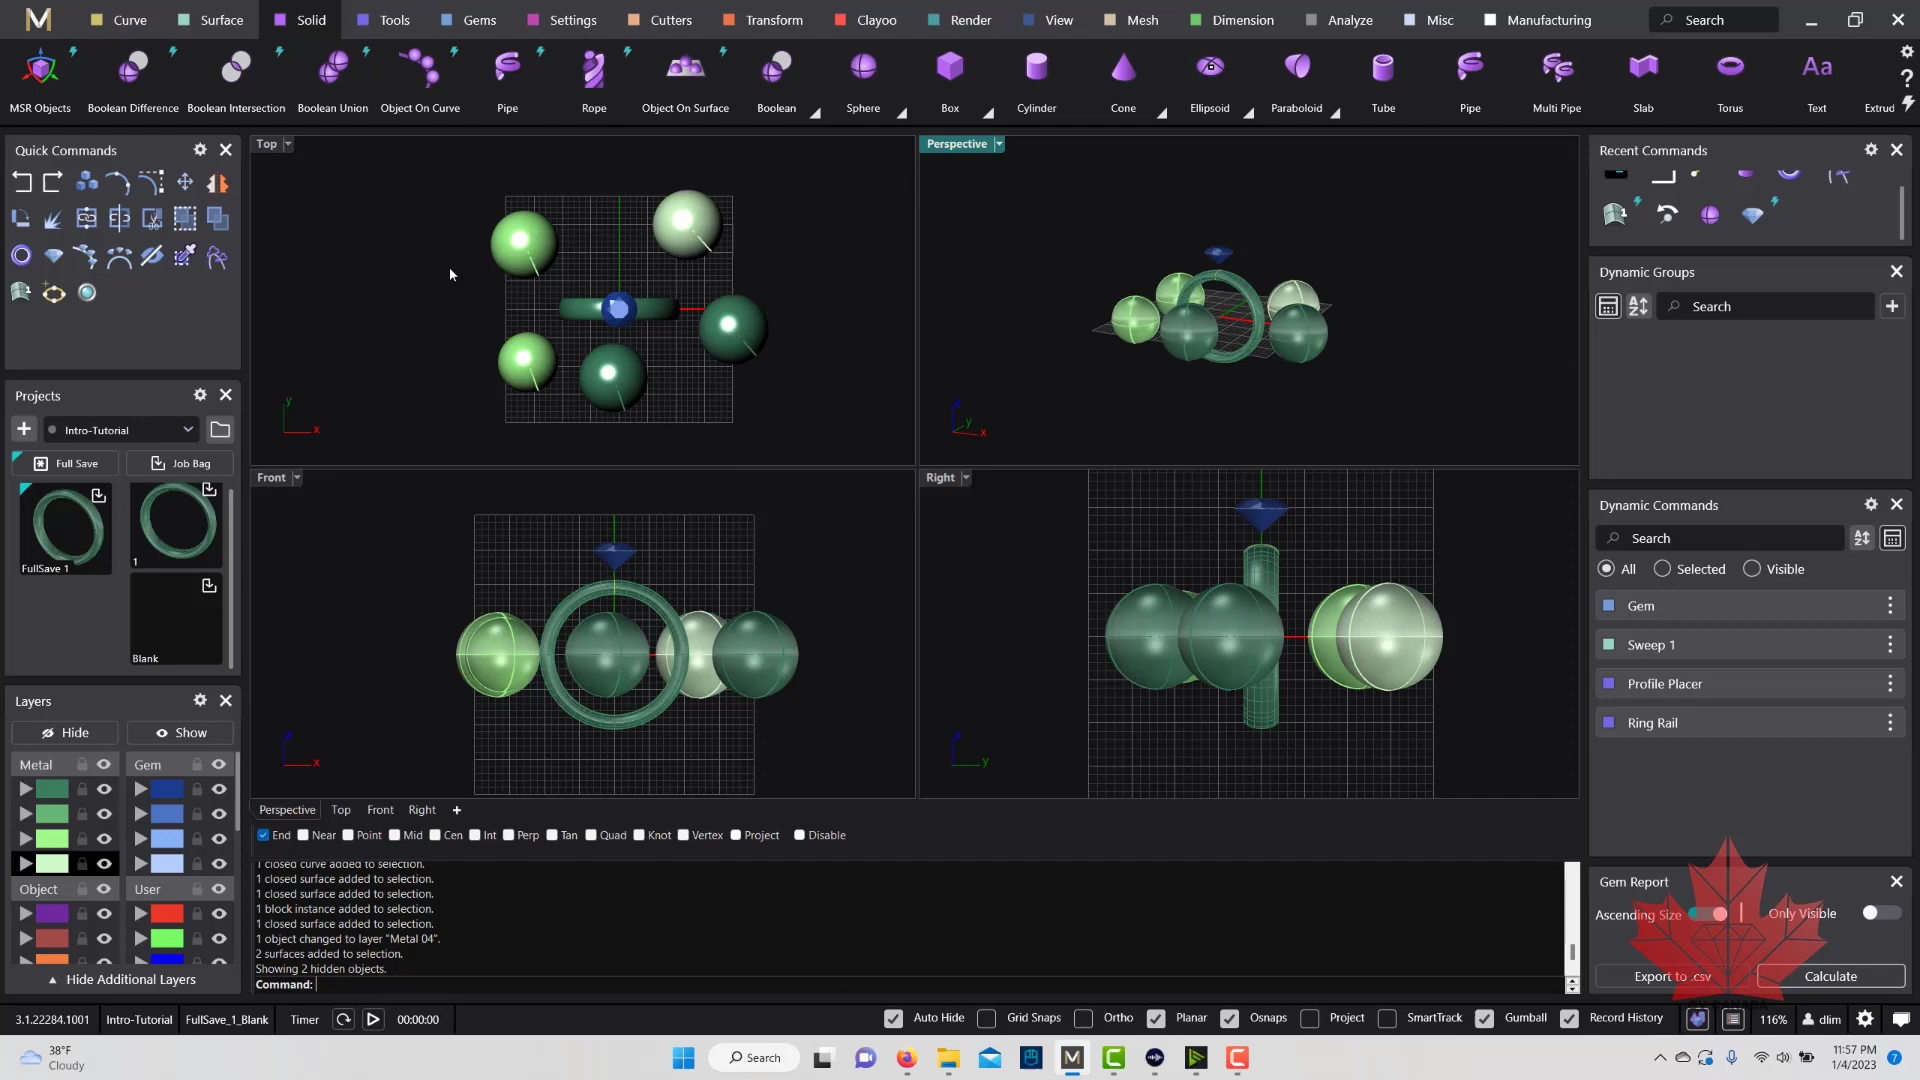 M Curve Surface Solid Tools Gems Settings Cutters Transform Clayoo Render View Mesh Dimension Analyze Misc Manufacturing Search
MSR Objects Boolean Difference Boolean Intersection Boolean Union Object On Curve Pipe Rope Object On Surface Boolean Sphere Box Cylinder Cone Ellipsoid Paraboloid Tube Pipe Multi Pipe Slab Torus Text Extrud
Aa
?
Quick Commands
Projects
Intro-Tutorial
Full Save Job Bag
FullSave 1
1
Blank
Layers
Hide Show
Metal Gem
Object User
Hide Additional Layers
Top
y
x
Perspective
z
y
x
Front
z
x
Right
z
y
Perspective Top Front Right +
End Near Point Mid Cen Int Perp Tan Quad Knot Vertex Project Disable
1 closed curve added to selection.
1 closed surface added to selection.
1 closed surface added to selection.
1 block instance added to selection.
1 closed surface added to selection.
1 object changed to layer "Metal 04".
2 surfaces added to selection.
Showing 2 hidden objects.
Command:
Recent Commands
Dynamic Groups
Search
Dynamic Commands
Search
All Selected Visible
Gem
Sweep 1
Profile Placer
Ring Rail
Gem Report
Ascending Size Only Visible
Export to .csv Calculate
3.1.22284.1001 Intro-Tutorial FullSave_1_Blank Timer 00:00:00 Auto Hide Grid Snaps Ortho Planar Osnaps Project SmartTrack Gumball Record History 116% dlim
38°F
Cloudy
Search
M
11:57 PM
1/4/2023
7